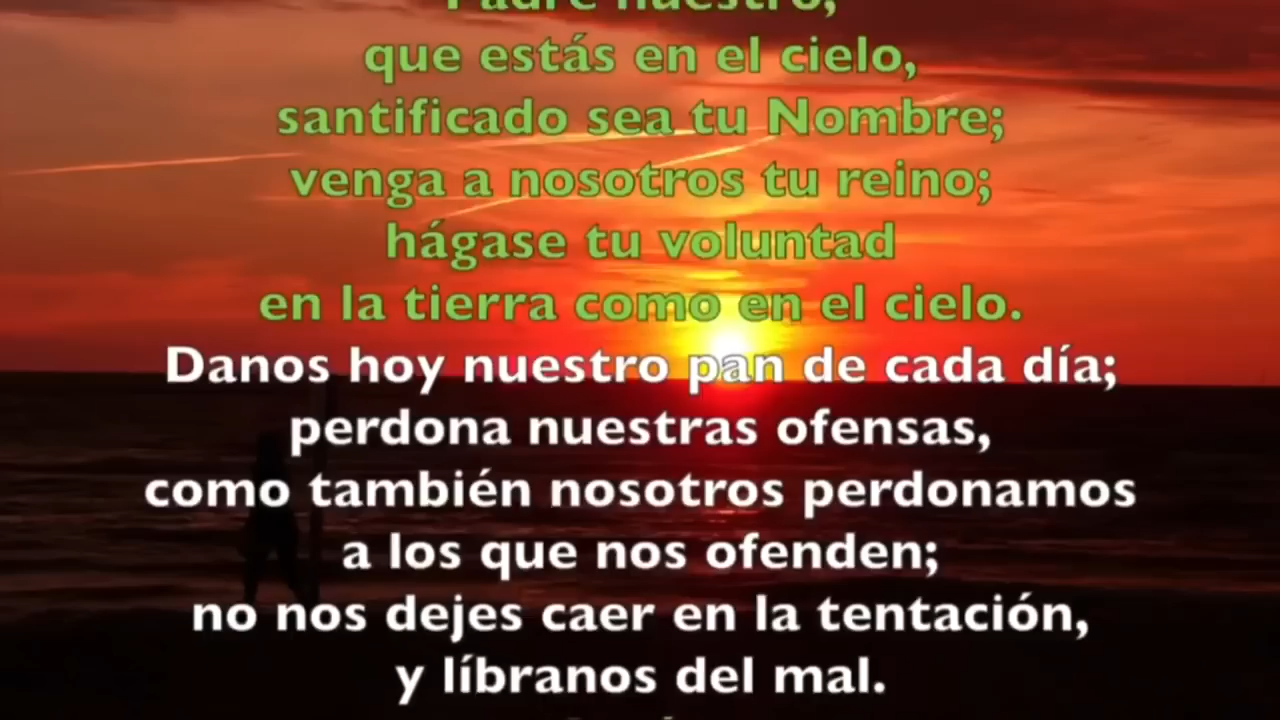 Padre nuestro,
que estás en el cielo,
santificado sea tu Nombre;
venga a nosotros tu reino;
hágase tu voluntad
en la tierra como en el cielo.
Danos hoy nuestro pan de cada día;
perdona nuestras ofensas,
como también nosotros perdonamos
a los que nos ofenden;
no nos dejes caer en la tentación,
y líbranos del mal.